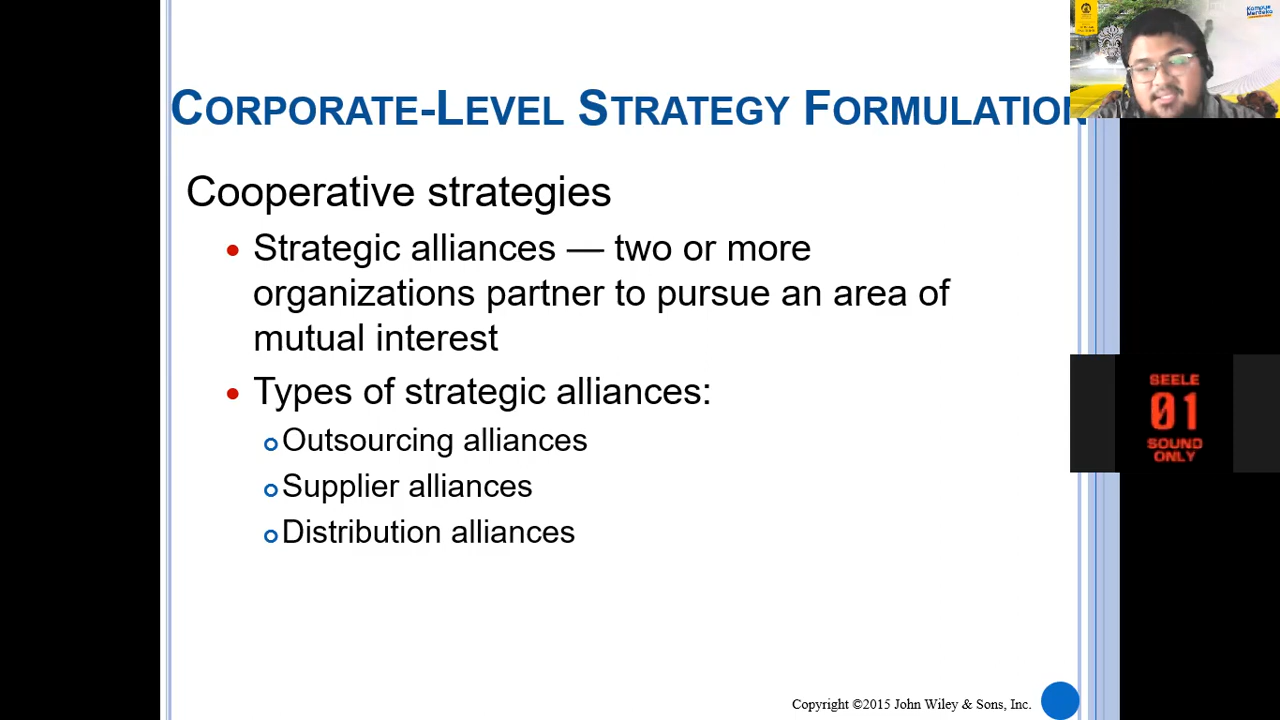 CORPORATE-LEVEL STRATEGY FORMULATION
Cooperative strategies
Strategic alliances — two or more
organizations partner to pursue an area of
mutual interest
Types of strategic alliances:
Outsourcing alliances
Supplier alliances
Distribution alliances
Copyright ©2015 John Wiley & Sons, Inc.
Kampus
Merdeka
SEELE
01
SOUND
ONLY